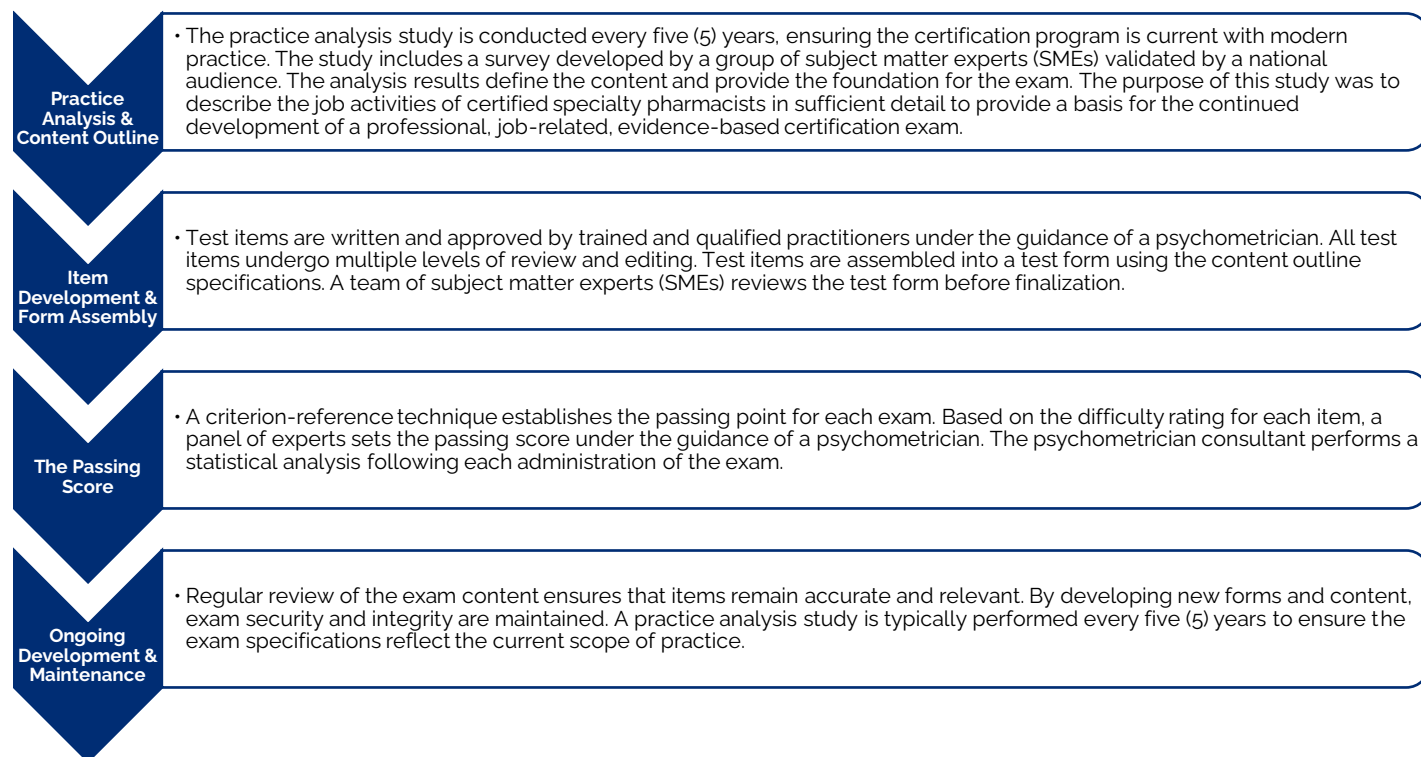 Practice
Analysis &
Content Outline
• The practice analysis study is conducted every five (5) years, ensuring the certification program is current with modern
practice. The study includes a survey developed by a group of subject matter experts (SMEs) validated by a national
audience. The analysis results define the content and provide the foundation for the exam. The purpose of this study was to
describe the job activities of certified specialty pharmacists in sufficient detail to provide a basis for the continued
development of a professional, job-related, evidence-based certification exam.
Item
Development &
Form Assembly
• Test items are written and approved by trained and qualified practitioners under the guidance of a psychometrician. All test
items undergo multiple levels of review and editing. Test items are assembled into a test form using the content outline
specifications. A team of subject matter experts (SMEs) reviews the test form before finalization.
The Passing
Score
• A criterion-reference technique establishes the passing point for each exam. Based on the difficulty rating for each item, a
panel of experts sets the passing score under the guidance of a psychometrician. The psychometrician consultant performs a
statistical analysis following each administration of the exam.
Ongoing
Development &
Maintenance
• Regular review of the exam content ensures that items remain accurate and relevant. By developing new forms and content,
exam security and integrity are maintained. A practice analysis study is typically performed every five (5) years to ensure the
exam specifications reflect the current scope of practice.